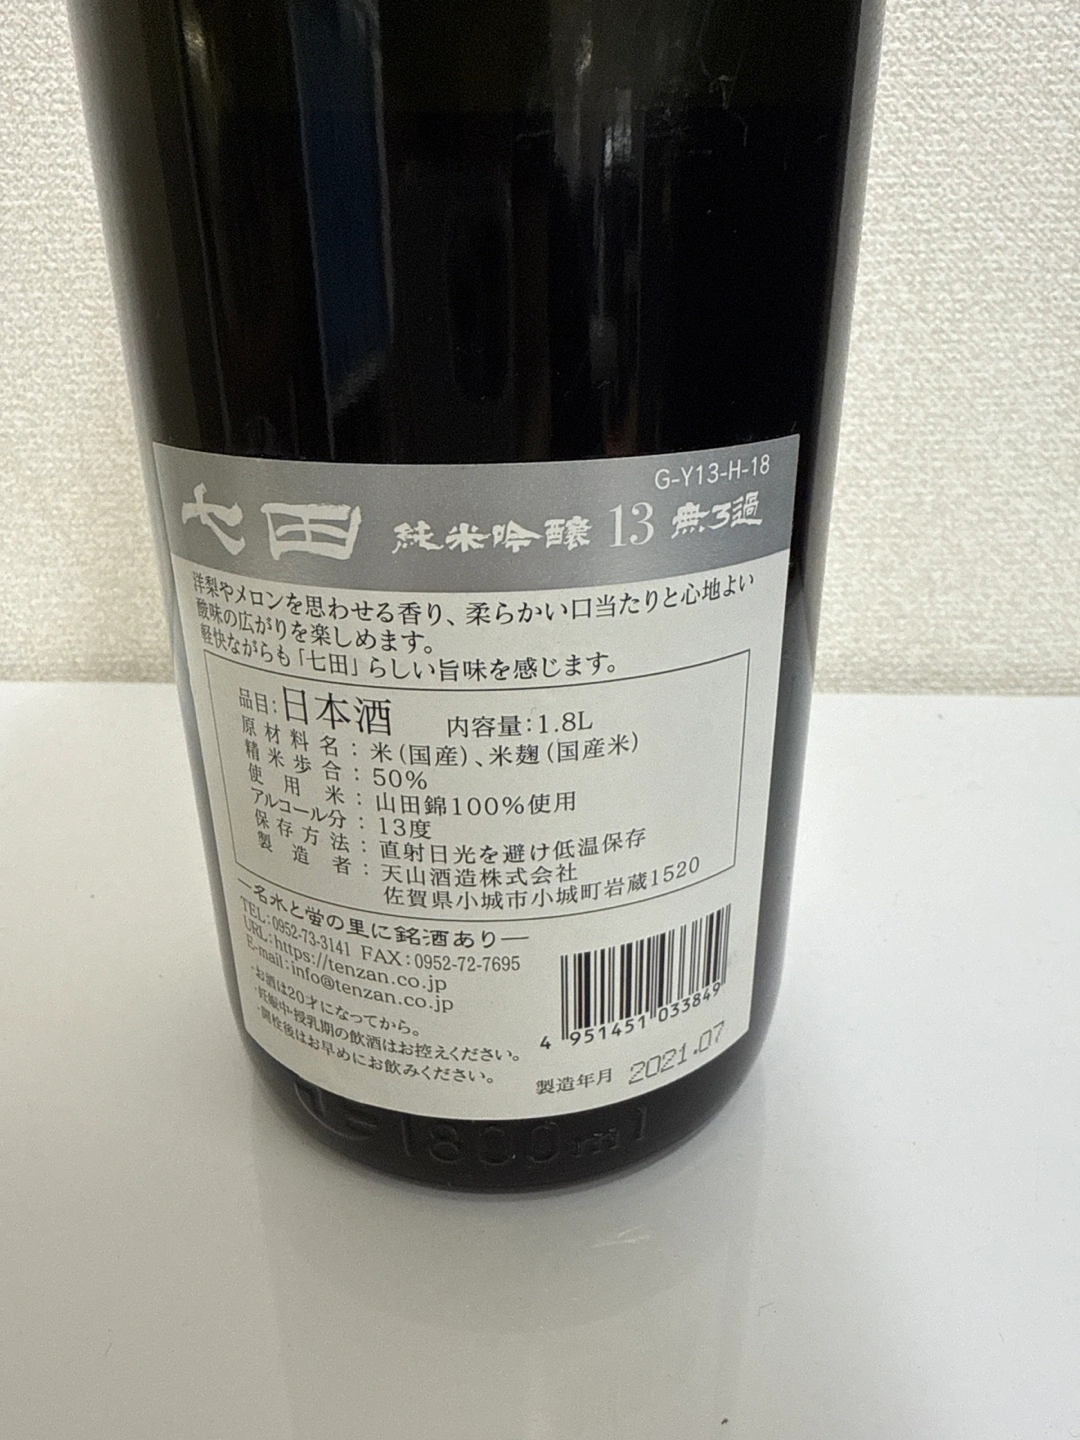 G-Y13-H-18
七田 純米吟醸 13 無ろ過
洋梨やメロンを思わせる香り、柔らかい口当たりと心地よい
酸味の広がりを楽しめます。
軽快ながらも「七田」らしい旨味を感じます。
品目:日本酒 内容量:1.8L
原材料名:米(国産)、米麹(国産米)
精米歩合:50%
使用米:山田錦100%使用
アルコール分:13度
保存方法:直射日光を避け低温保存
製造者:天山酒造株式会社
佐賀県小城市小城町岩蔵1520
―名水と蛍の里に銘酒あり―
TEL:0952-73-3141 FAX:0952-72-7695
URL:https://tenzan.co.jp
E-mail:info@tenzan.co.jp
・お酒は20才になってから。
・妊娠中・授乳期の飲酒はお控えください。
・開栓後はお早めにお飲みください。
4 951451 033849
製造年月 2021.07
1800ml